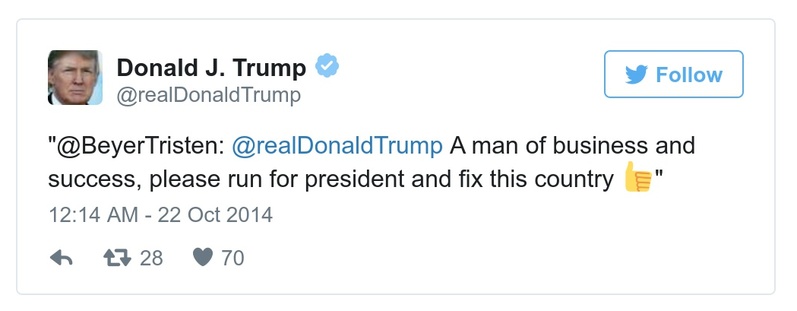 Donald J. Trump
@realDonaldTrump
Follow
"@BeyerTristen: @realDonaldTrump A man of business and
success, please run for president and fix this country 👍"
12:14 AM - 22 Oct 2014
28
70